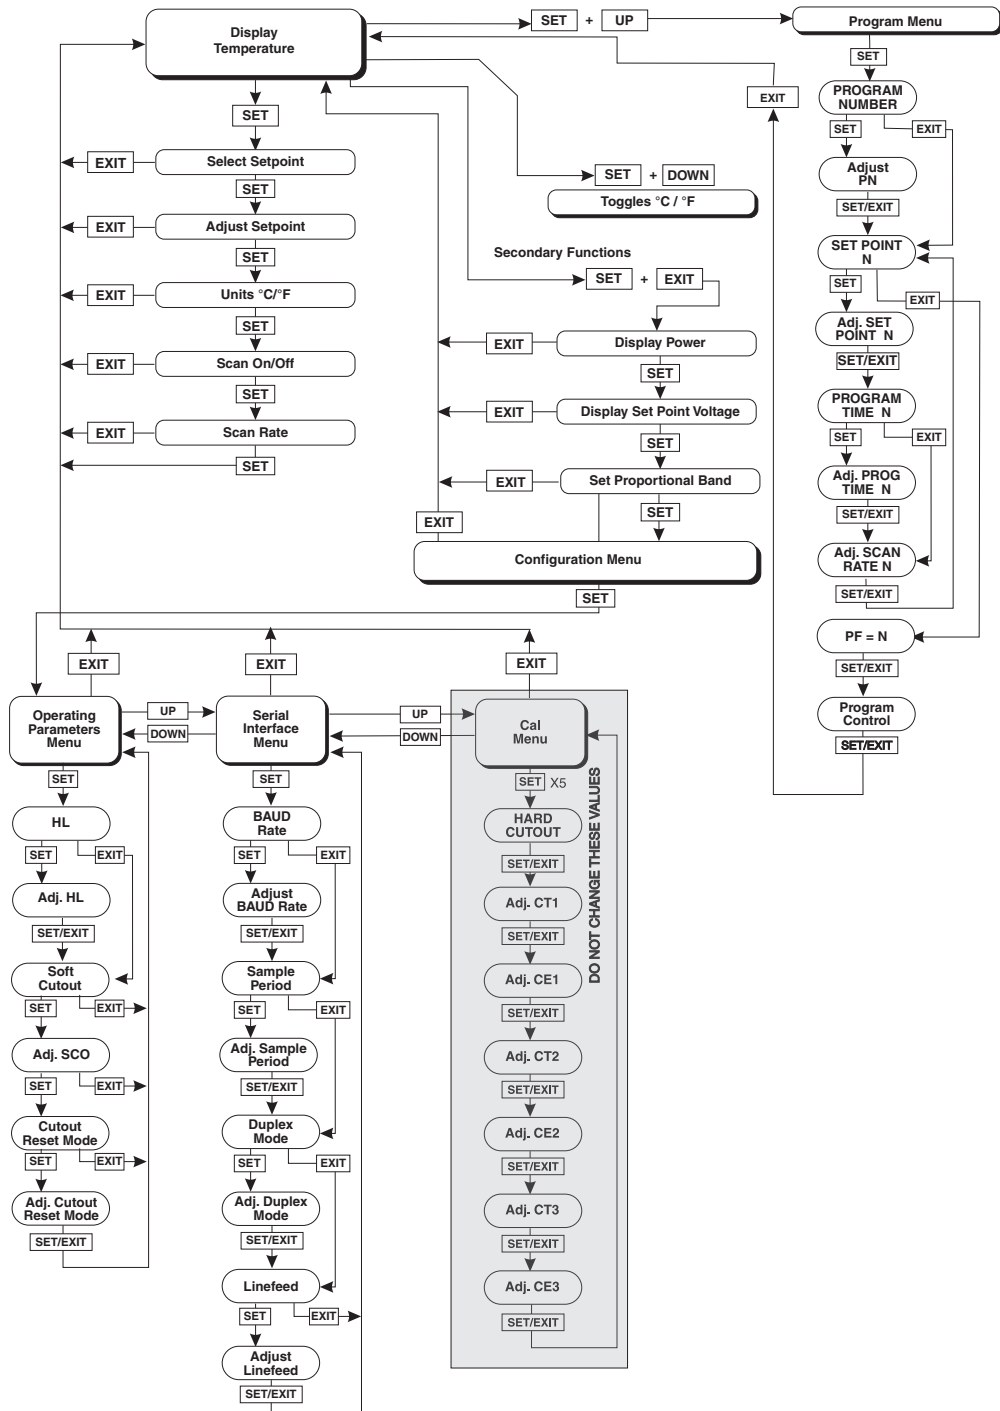 Display
Temperature
SET + UP
Program Menu
SET
PROGRAM
NUMBER
SET
EXIT
Adjust
PN
SET/EXIT
SET POINT
N
SET
EXIT
Adj. SET
POINT N
SET/EXIT
PROGRAM
TIME N
SET
EXIT
Adj. PROG
TIME N
SET/EXIT
Adj. SCAN
RATE N
SET/EXIT
PF = N
SET/EXIT
Program
Control
SET/EXIT
EXIT
SET
EXIT
Select Setpoint
SET
EXIT
Adjust Setpoint
SET
EXIT
Units °C/°F
SET
EXIT
Scan On/Off
SET
EXIT
Scan Rate
SET
SET + DOWN
Toggles °C / °F
Secondary Functions
SET + EXIT
EXIT
Display Power
SET
EXIT
Display Set Point Voltage
SET
EXIT
Set Proportional Band
SET
EXIT
Configuration Menu
SET
EXIT
EXIT
EXIT
Operating
Parameters
Menu
UP
DOWN
Serial
Interface
Menu
UP
DOWN
Cal
Menu
SET
HL
SET
EXIT
Adj. HL
SET/EXIT
Soft
Cutout
SET
EXIT
Adj. SCO
SET
EXIT
Cutout
Reset Mode
SET
EXIT
Adj. Cutout
Reset Mode
SET/EXIT
SET
BAUD
Rate
SET
EXIT
Adjust
BAUD Rate
SET/EXIT
Sample
Period
SET
EXIT
Adj. Sample
Period
SET/EXIT
Duplex
Mode
SET
EXIT
Adj. Duplex
Mode
SET/EXIT
Linefeed
SET
EXIT
Adjust
Linefeed
SET/EXIT
SET X5
HARD
CUTOUT
SET/EXIT
Adj. CT1
SET/EXIT
Adj. CE1
SET/EXIT
Adj. CT2
SET/EXIT
Adj. CE2
SET/EXIT
Adj. CT3
SET/EXIT
Adj. CE3
SET/EXIT
DO NOT CHANGE THESE VALUES